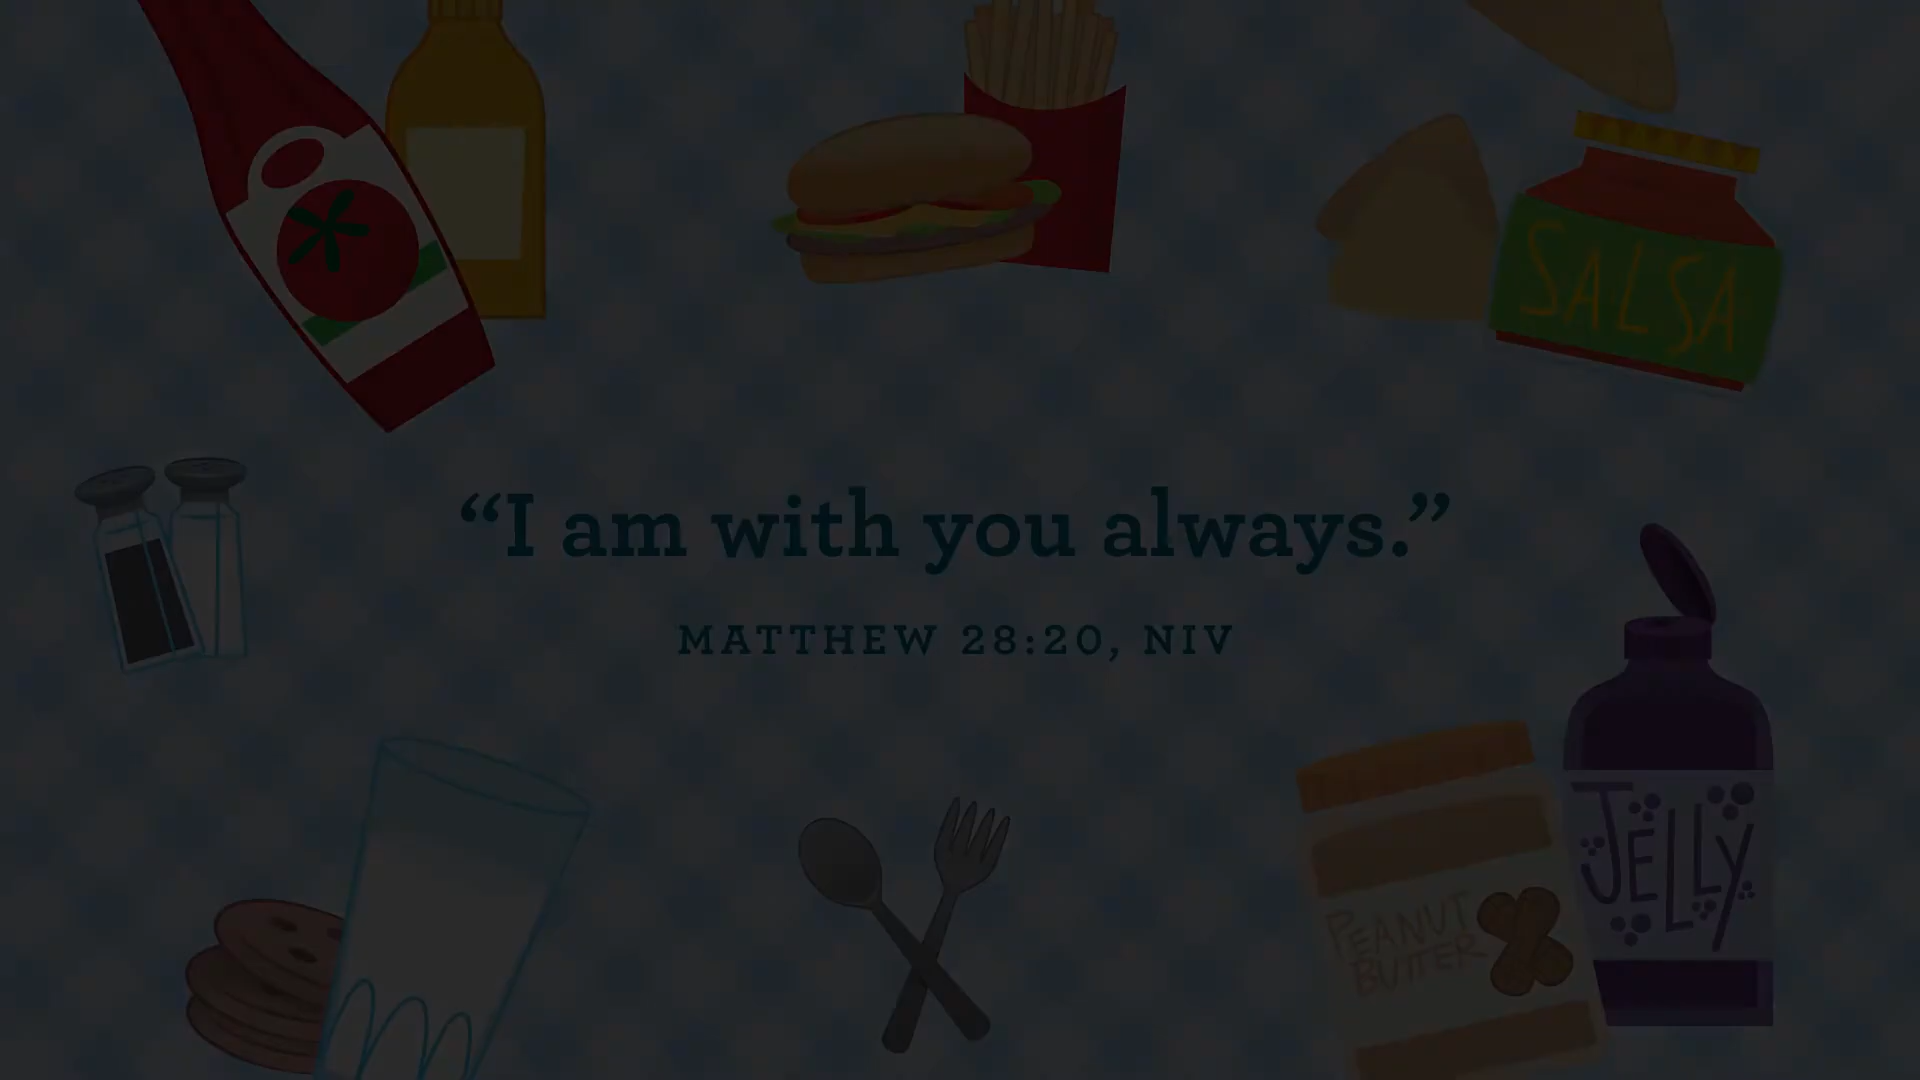 SALSA
“I am with you always.”
MATTHEW 28:20, NIV
JELLY
PEANUT
BUTTER